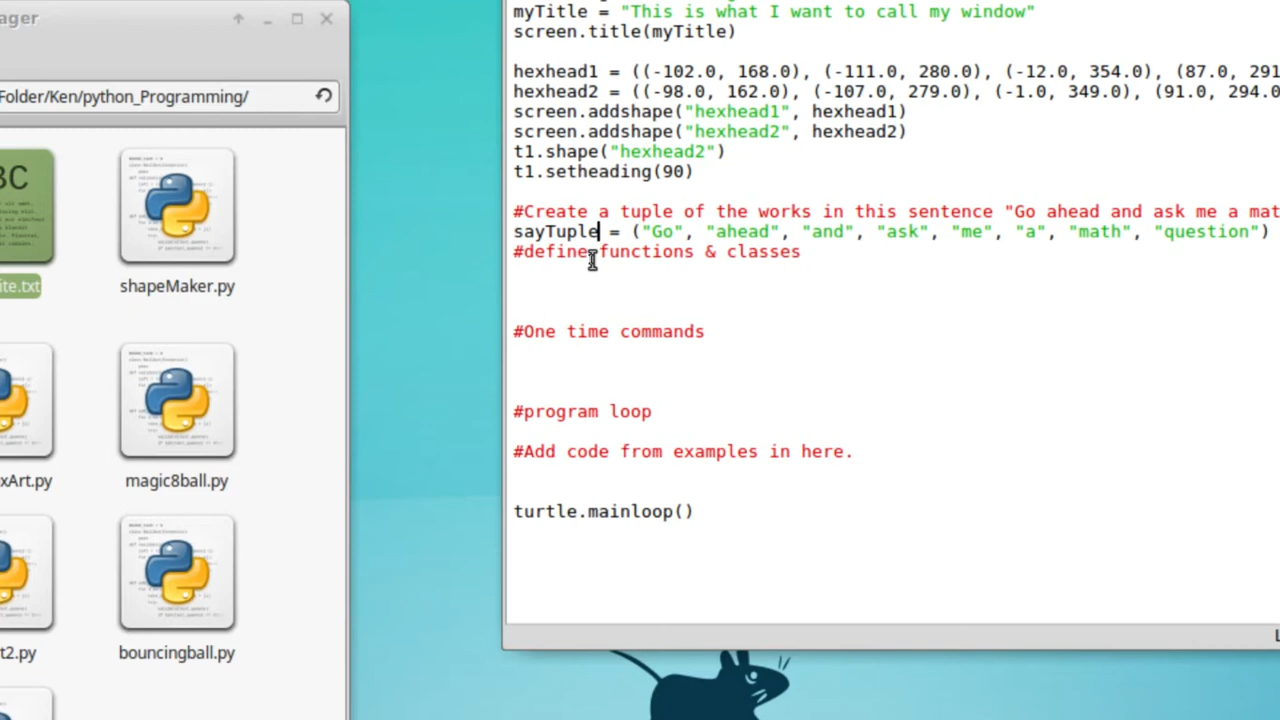 ager
Folder/Ken/python_Programming/
BC
ite.txt
shapeMaker.py
xArt.py
magic8ball.py
t2.py
bouncingball.py
myTitle = "This is what I want to call my window"
screen.title(myTitle)
hexhead1 = ((-102.0, 168.0), (-111.0, 280.0), (-12.0, 354.0), (87.0, 291
hexhead2 = ((-98.0, 162.0), (-107.0, 279.0), (-1.0, 349.0), (91.0, 294.0
screen.addshape("hexhead1", hexhead1)
screen.addshape("hexhead2", hexhead2)
t1.shape("hexhead2")
t1.setheading(90)
#Create a tuple of the works in this sentence "Go ahead and ask me a mat
sayTuple = ("Go", "ahead", "and", "ask", "me", "a", "math", "question")
#define functions & classes
#One time commands
#program loop
#Add code from examples in here.
turtle.mainloop()